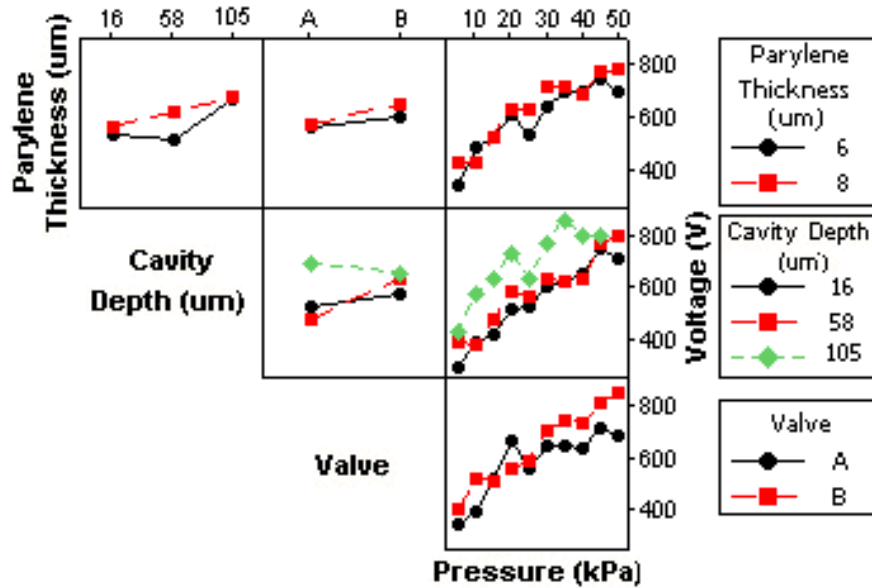 16 58 105 A B 10 20 30 40 50
Parylene
Thickness (um)
800
600
400
Parylene
Thickness
(um)
6
8
Cavity
Depth (um)
800
600
400
Voltage (V)
Cavity Depth
(um)
16
58
105
Valve
800
600
400
Valve
A
B
Pressure (kPa)